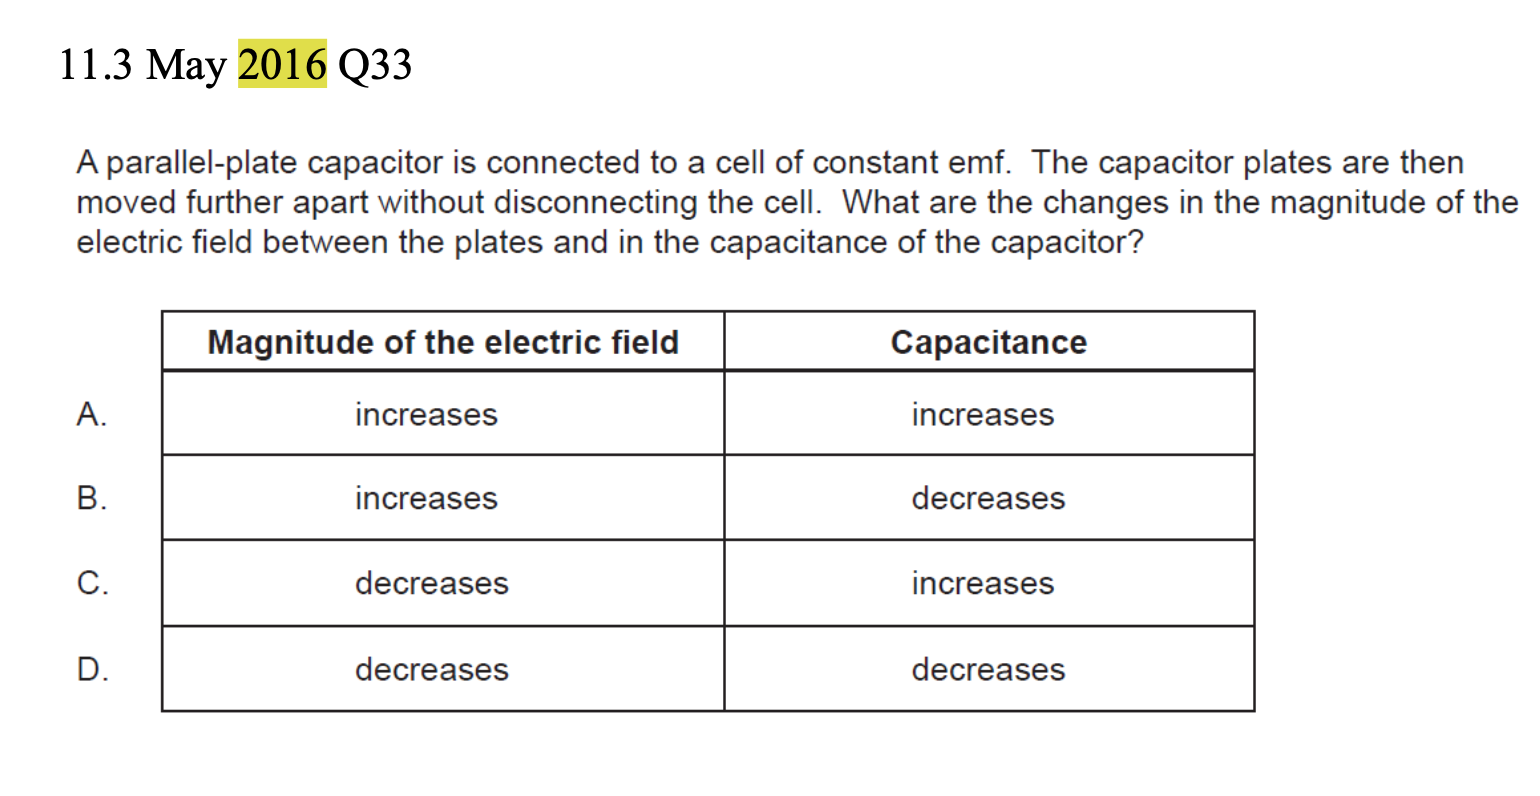 11.3 May 2016 Q33
A parallel-plate capacitor is connected to a cell of constant emf. The capacitor plates are then
moved further apart without disconnecting the cell. What are the changes in the magnitude of the
electric field between the plates and in the capacitance of the capacitor?
Magnitude of the electric field Capacitance
A. increases increases
B. increases decreases
C. decreases increases
D. decreases decreases